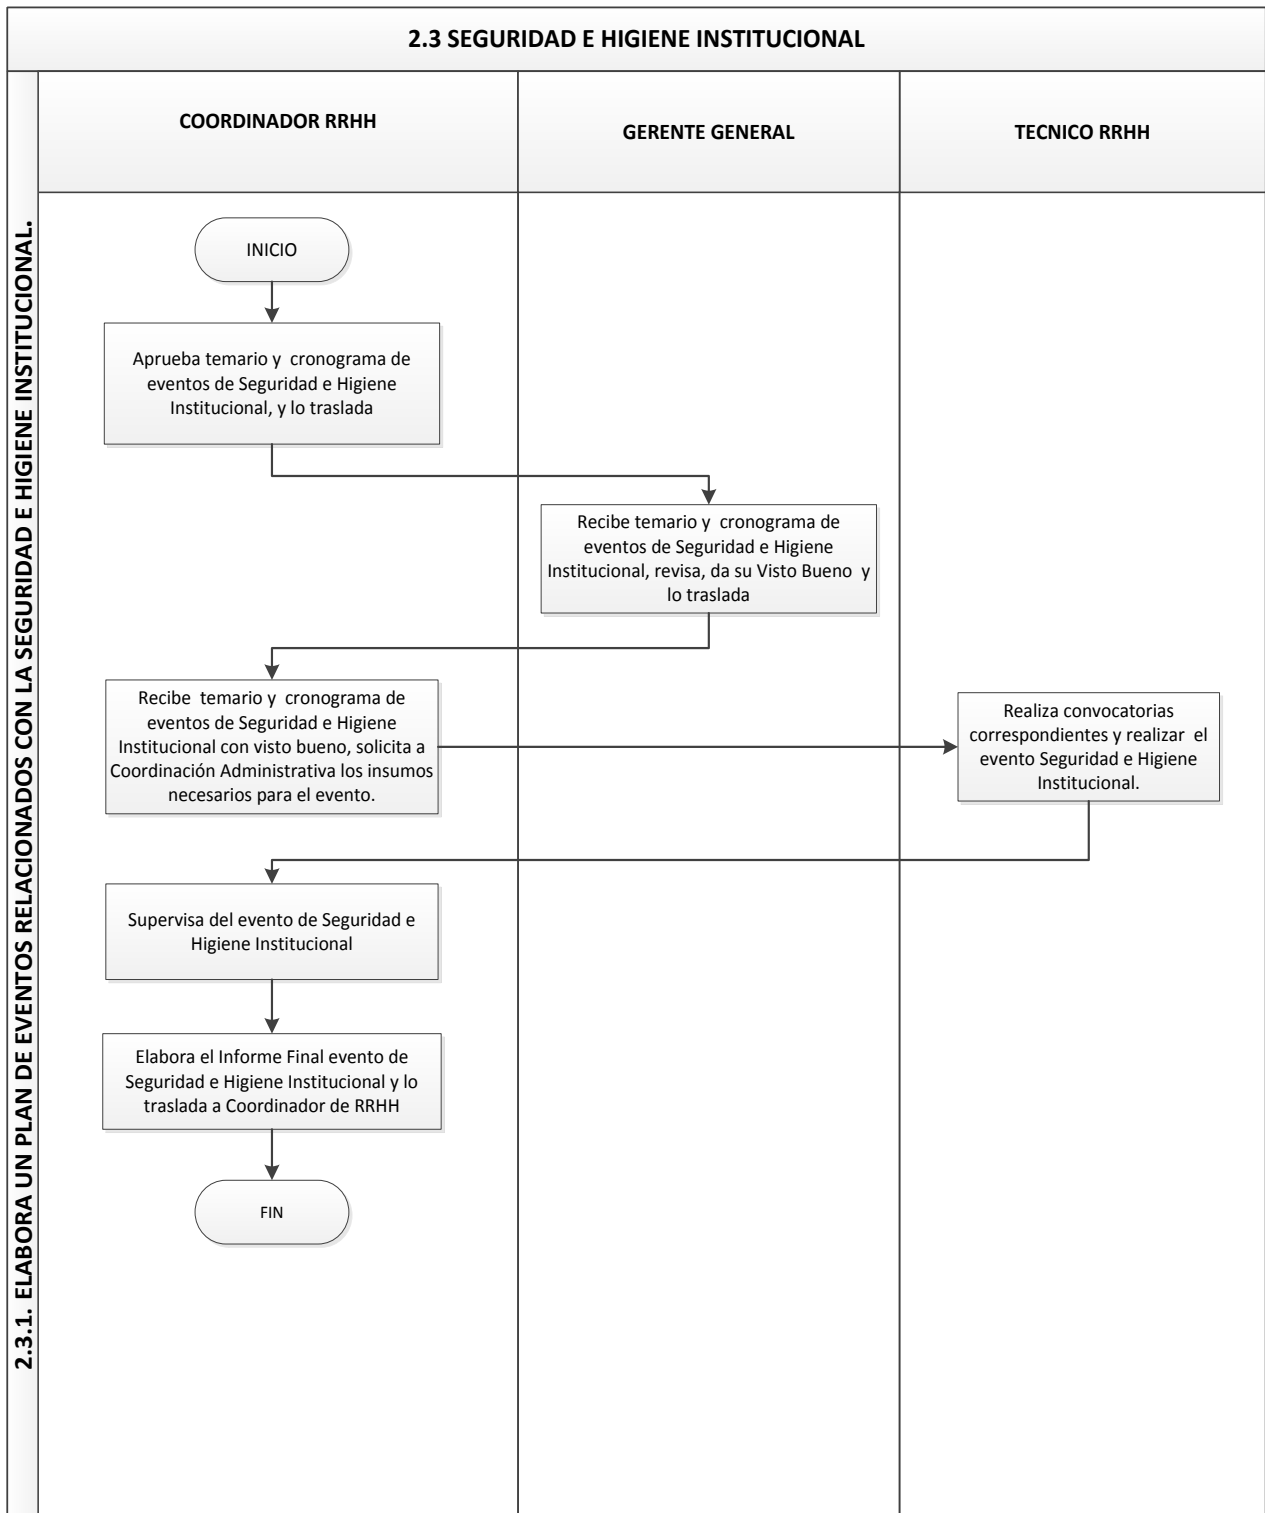 2.3 SEGURIDAD E HIGIENE INSTITUCIONAL
2.3.1. ELABORA UN PLAN DE EVENTOS RELACIONADOS CON LA SEGURIDAD E HIGIENE INSTITUCIONAL.
COORDINADOR RRHH
GERENTE GENERAL
TECNICO RRHH
INICIO
Aprueba temario y cronograma de
eventos de Seguridad e Higiene
Institucional, y lo traslada
Recibe temario y cronograma de
eventos de Seguridad e Higiene
Institucional, revisa, da su Visto Bueno y
lo traslada
Recibe temario y cronograma de
eventos de Seguridad e Higiene
Institucional con visto bueno, solicita a
Coordinación Administrativa los insumos
necesarios para el evento.
Realiza convocatorias
correspondientes y realizar el
evento Seguridad e Higiene
Institucional.
Supervisa del evento de Seguridad e
Higiene Institucional
Elabora el Informe Final evento de
Seguridad e Higiene Institucional y lo
traslada a Coordinador de RRHH
FIN